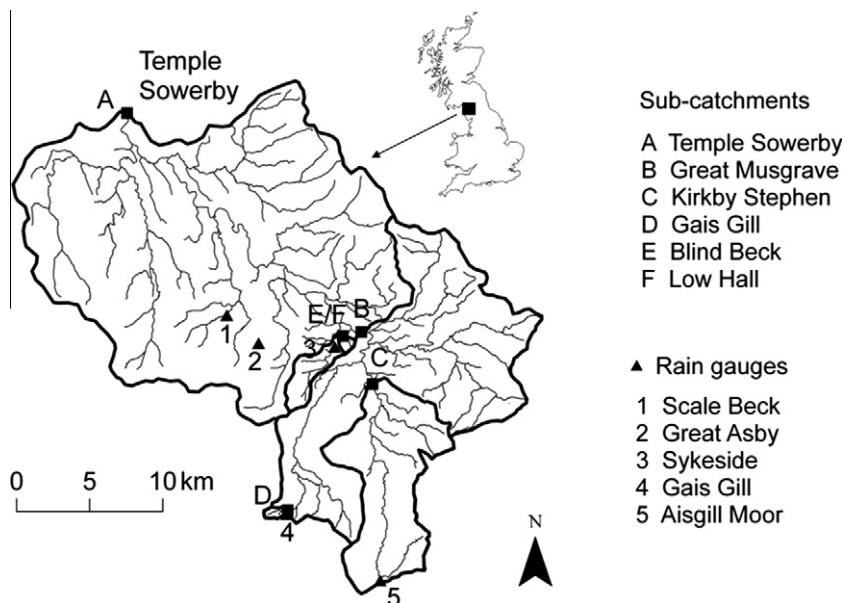 Temple
Sowerby
A
E/F
B
1
2
3
C
D
4
5
0 5 10 km
N
Sub-catchments
A Temple Sowerby
B Great Musgrave
C Kirkby Stephen
D Gais Gill
E Blind Beck
F Low Hall
▲ Rain gauges
1 Scale Beck
2 Great Asby
3 Sykeside
4 Gais Gill
5 Aisgill Moor